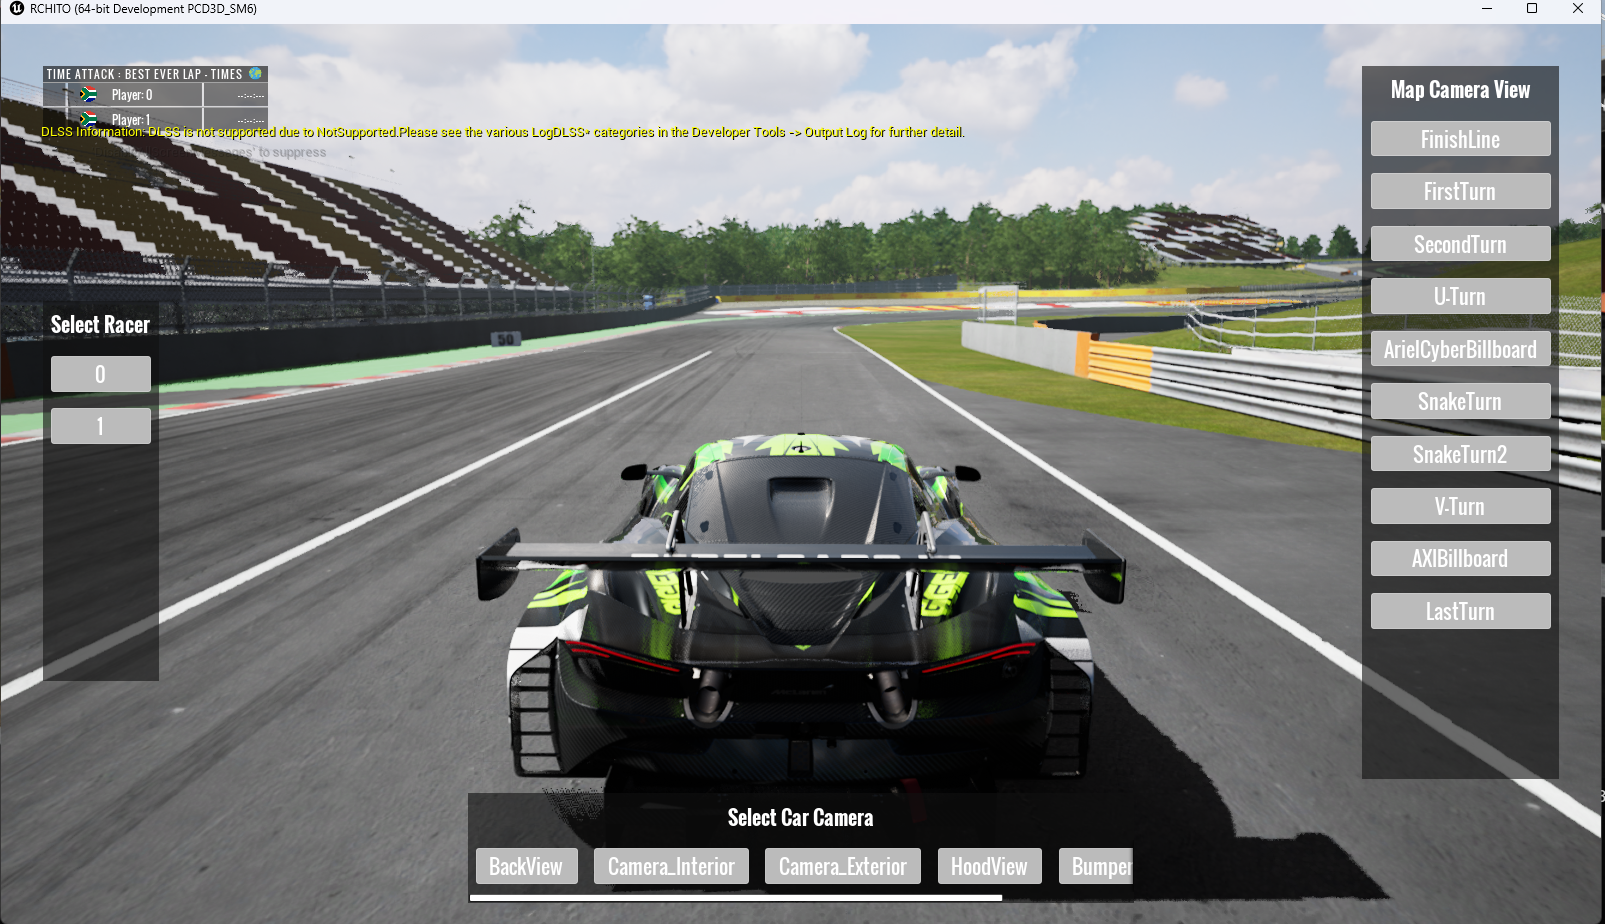 RCHITO (64-bit Development PCD3D_SM6)
TIME ATTACK : BEST EVER LAP - TIMES
Player: 0 --:--:---
Player: 1 --:--:---
DLSS Information: DLSS is not supported due to NotSupported.Please see the various LogDLSS* categories in the Developer Tools -> Output Log for further detail.
to suppress
Map Camera View
FinishLine
FirstTurn
SecondTurn
U-Turn
ArielCyberBillboard
SnakeTurn
SnakeTurn2
V-Turn
AXIBillboard
LastTurn
Select Racer
0
1
50
Select Car Camera
BackView
Camera_Interior
Camera_Exterior
HoodView
Bumper